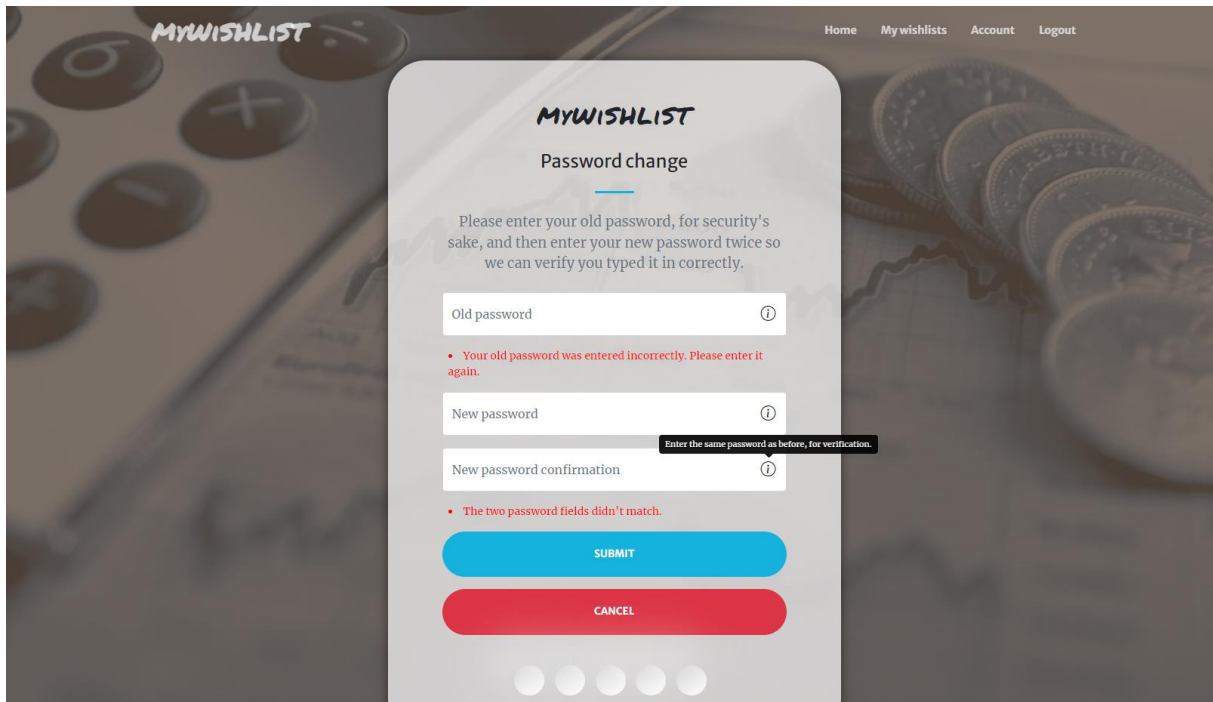 MYWISHLIST
Home My wishlists Account Logout
MYWISHLIST
Password change
Please enter your old password, for security's
sake, and then enter your new password twice so
we can verify you typed it in correctly.
Old password
• Your old password was entered incorrectly. Please enter it
again.
New password
Enter the same password as before, for verification.
New password confirmation
• The two password fields didn't match.
SUBMIT
CANCEL